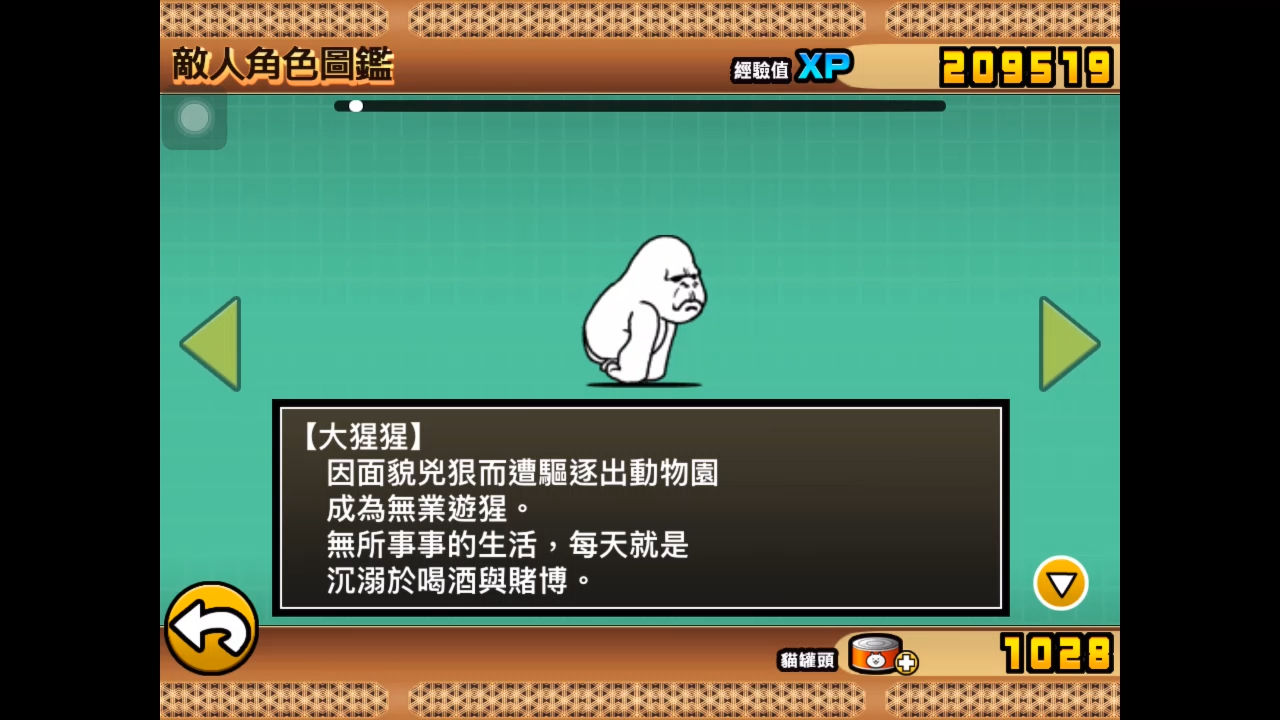 敵人角色圖鑑
經驗值 XP 209519
【大猩猩】
因面貌兇狠而遭驅逐出動物園
成為無業遊猩。
無所事事的生活，每天就是
沉溺於喝酒與賭博。
貓罐頭 1028